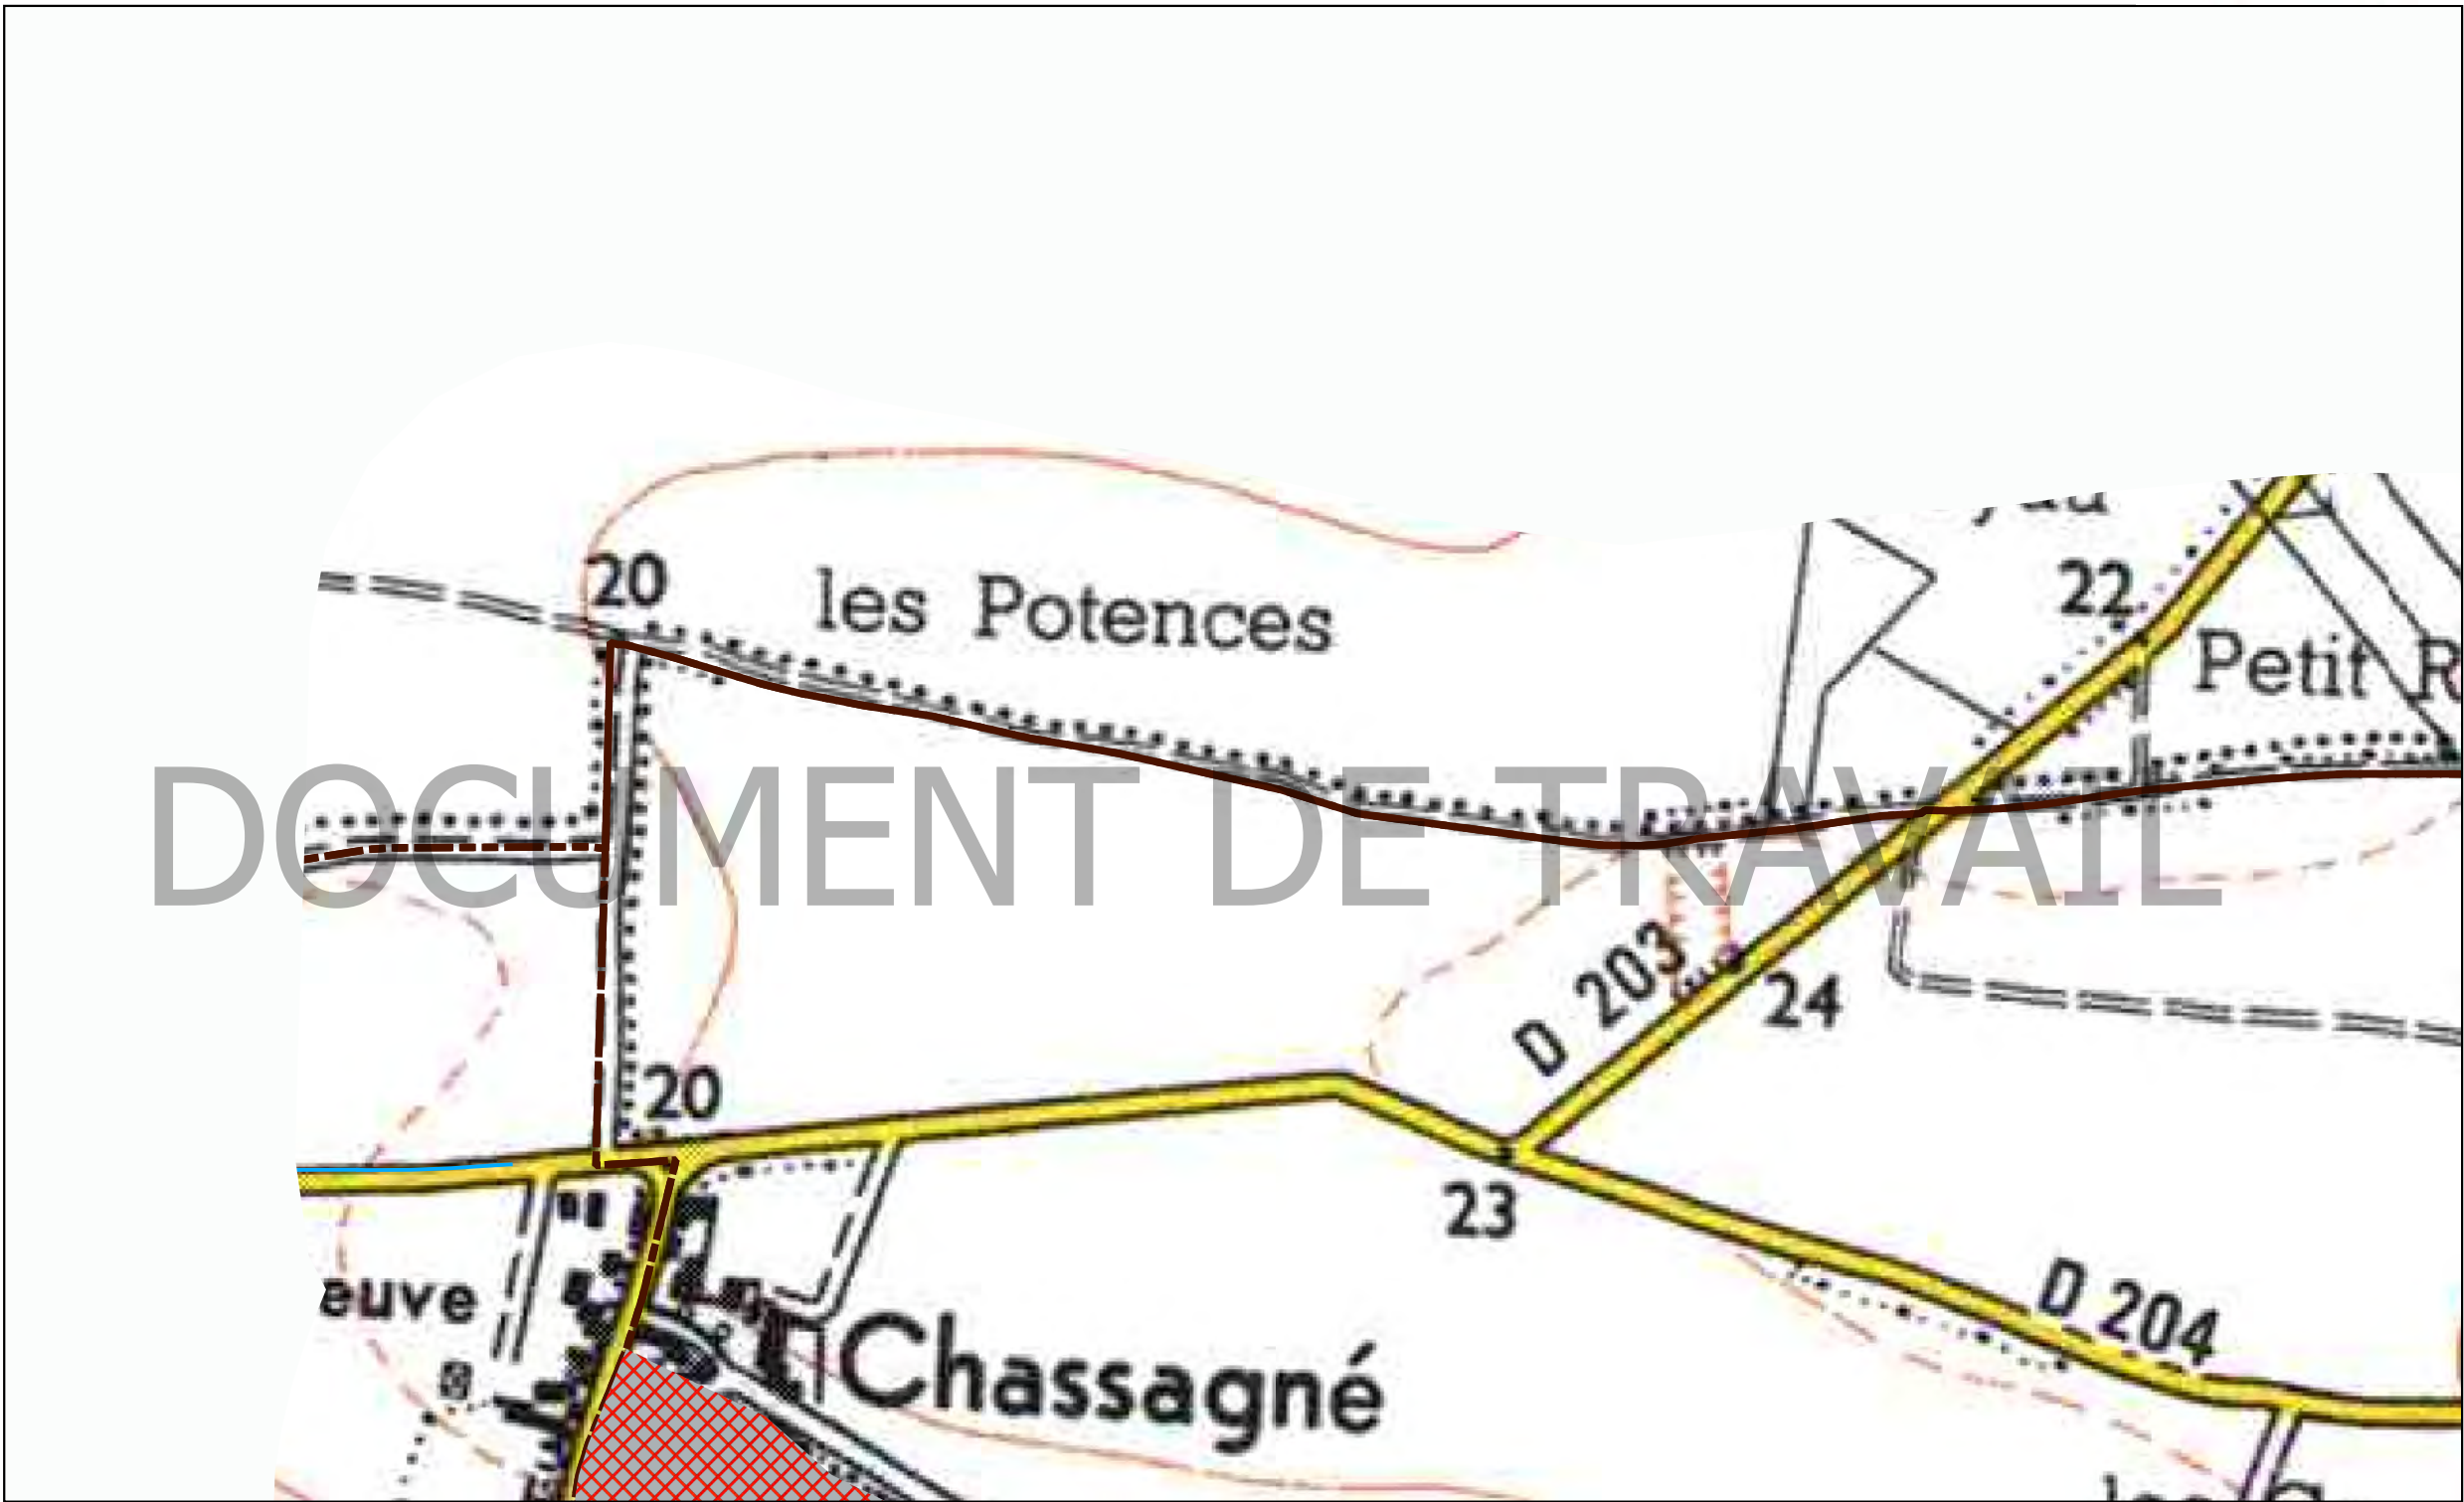 20
les Potences
22
Petit R
DOCUMENT DE TRAVAIL
D 203
24
20
23
euve
D 204
Chassagné